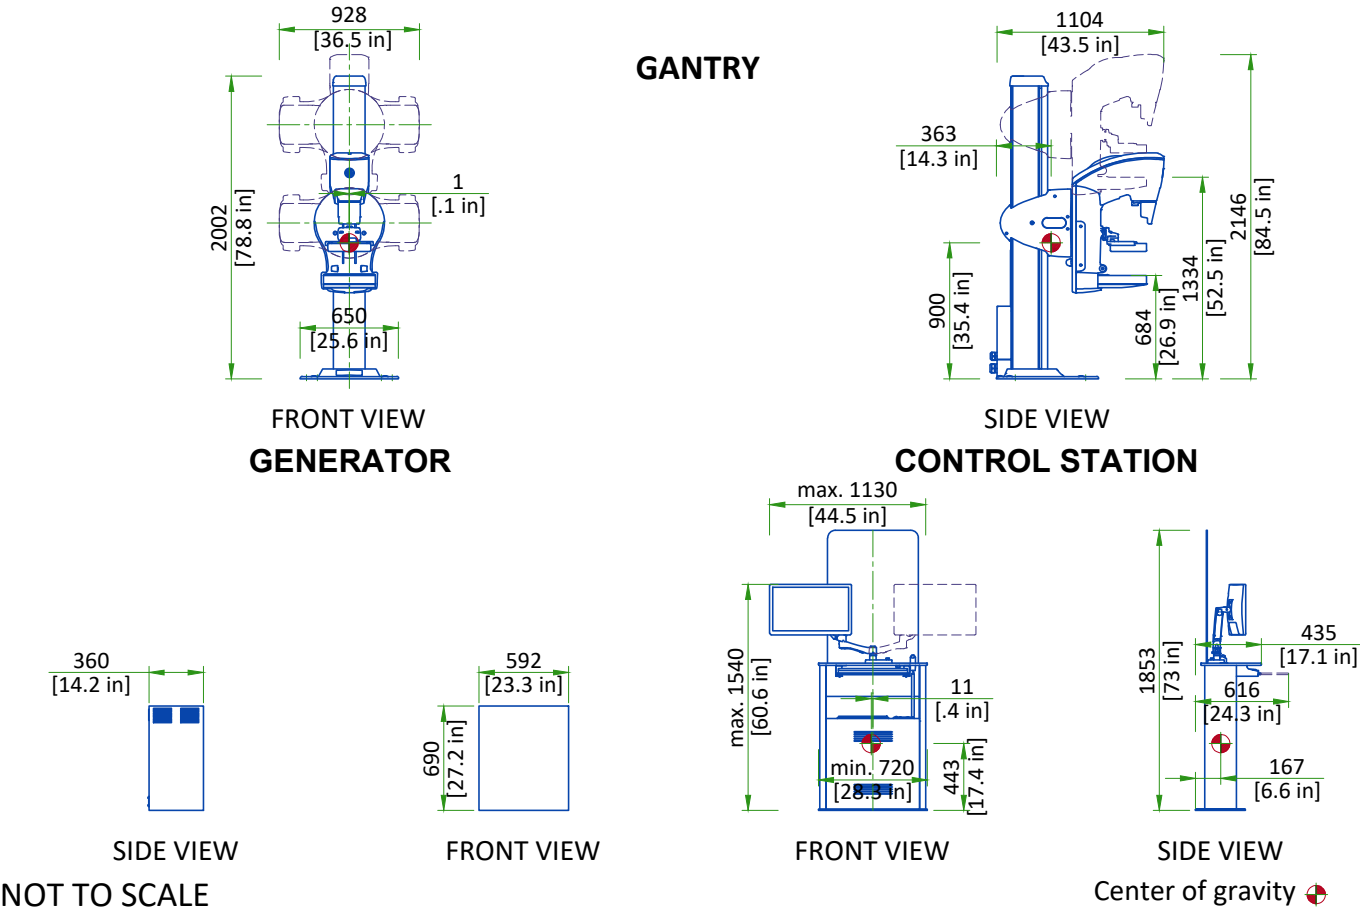 928
[36.5 in]
GANTRY
1104
[43.5 in]
363
[14.3 in]
1
[.1 in]
2002
[78.8 in]
2146
[84.5 in]
1334
[52.5 in]
900
[35.4 in]
684
[26.9 in]
650
[25.6 in]
FRONT VIEW
SIDE VIEW
GENERATOR
CONTROL STATION
max. 1130
[44.5 in]
360
[14.2 in]
592
[23.3 in]
690
[27.2 in]
max. 1540
[60.6 in]
11
[.4 in]
443
[17.4 in]
min. 720
[28.3 in]
1853
[73 in]
435
[17.1 in]
616
[24.3 in]
167
[6.6 in]
SIDE VIEW
FRONT VIEW
FRONT VIEW
SIDE VIEW
NOT TO SCALE
Center of gravity